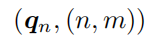 (𝒒ₙ, (n, m))